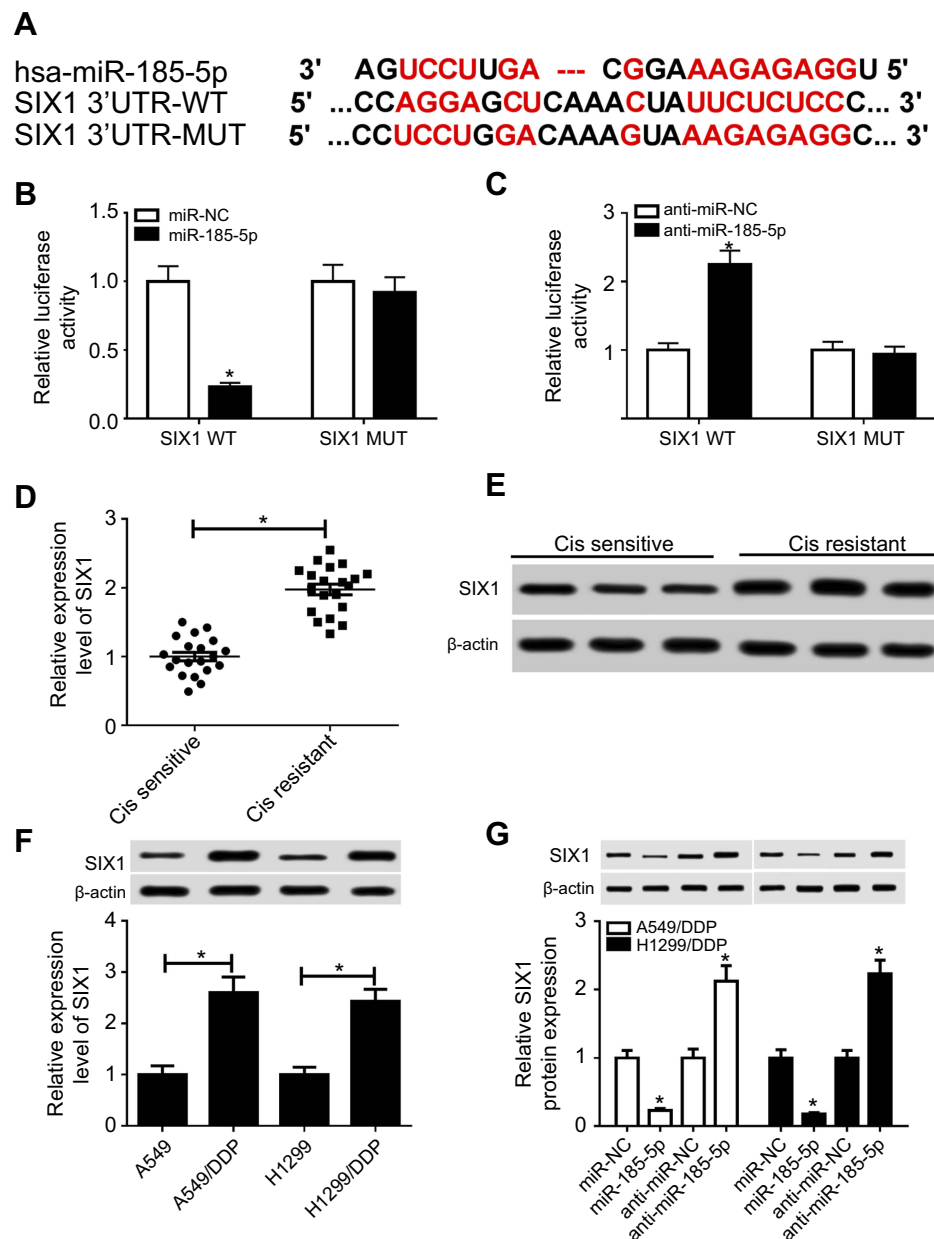 A
hsa-miR-185-5p 3' AGUCCUUGA --- CGGAAAGAGAGGU 5'
SIX1 3'UTR-WT 5' ...CCAGGAGCUCAAACUAUUCUCUCCC... 3'
SIX1 3'UTR-MUT 5' ...CCUCCUGGACAAAGUAAAGAGAGGC... 3'
B
Relative luciferase activity
1.5
1.0
0.5
0.0
miR-NC
miR-185-5p
*
SIX1 WT SIX1 MUT
C
Relative luciferase activity
3
2
1
anti-miR-NC
anti-miR-185-5p
*
SIX1 WT SIX1 MUT
D
Relative expression level of SIX1
3
2
1
0
*
Cis sensitive
Cis resistant
E
Cis sensitive Cis resistant
SIX1
β-actin
F
SIX1
β-actin
Relative expression level of SIX1
4
3
2
1
0
* *
A549
A549/DDP
H1299
H1299/DDP
G
SIX1
β-actin
Relative SIX1 protein expression
3
2
1
0
A549/DDP
H1299/DDP
* * * *
miR-NC
miR-185-5p
anti-miR-NC
anti-miR-185-5p
miR-NC
miR-185-5p
anti-miR-NC
anti-miR-185-5p